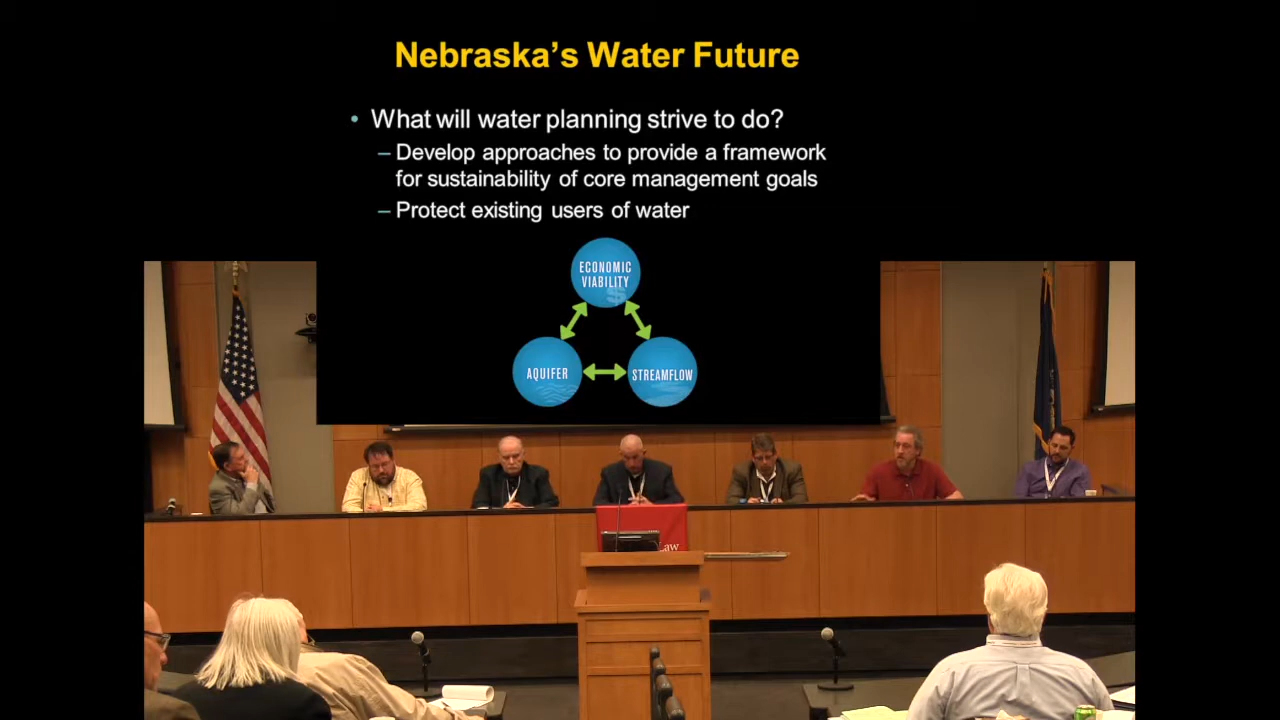 Nebraska's Water Future
• What will water planning strive to do?
– Develop approaches to provide a framework
for sustainability of core management goals
– Protect existing users of water
ECONOMIC
VIABILITY
$
AQUIFER
STREAMFLOW
Law